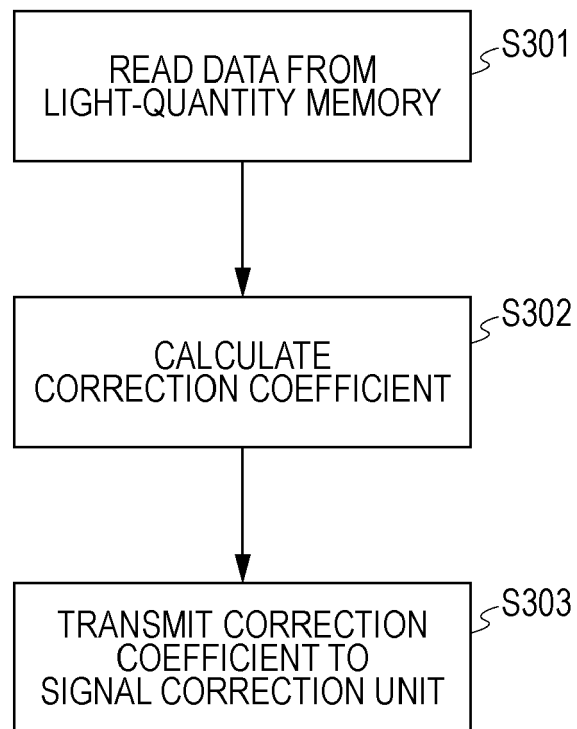 READ DATA FROM
LIGHT-QUANTITY MEMORY
S301
CALCULATE
CORRECTION COEFFICIENT
S302
TRANSMIT CORRECTION
COEFFICIENT TO
SIGNAL CORRECTION UNIT
S303